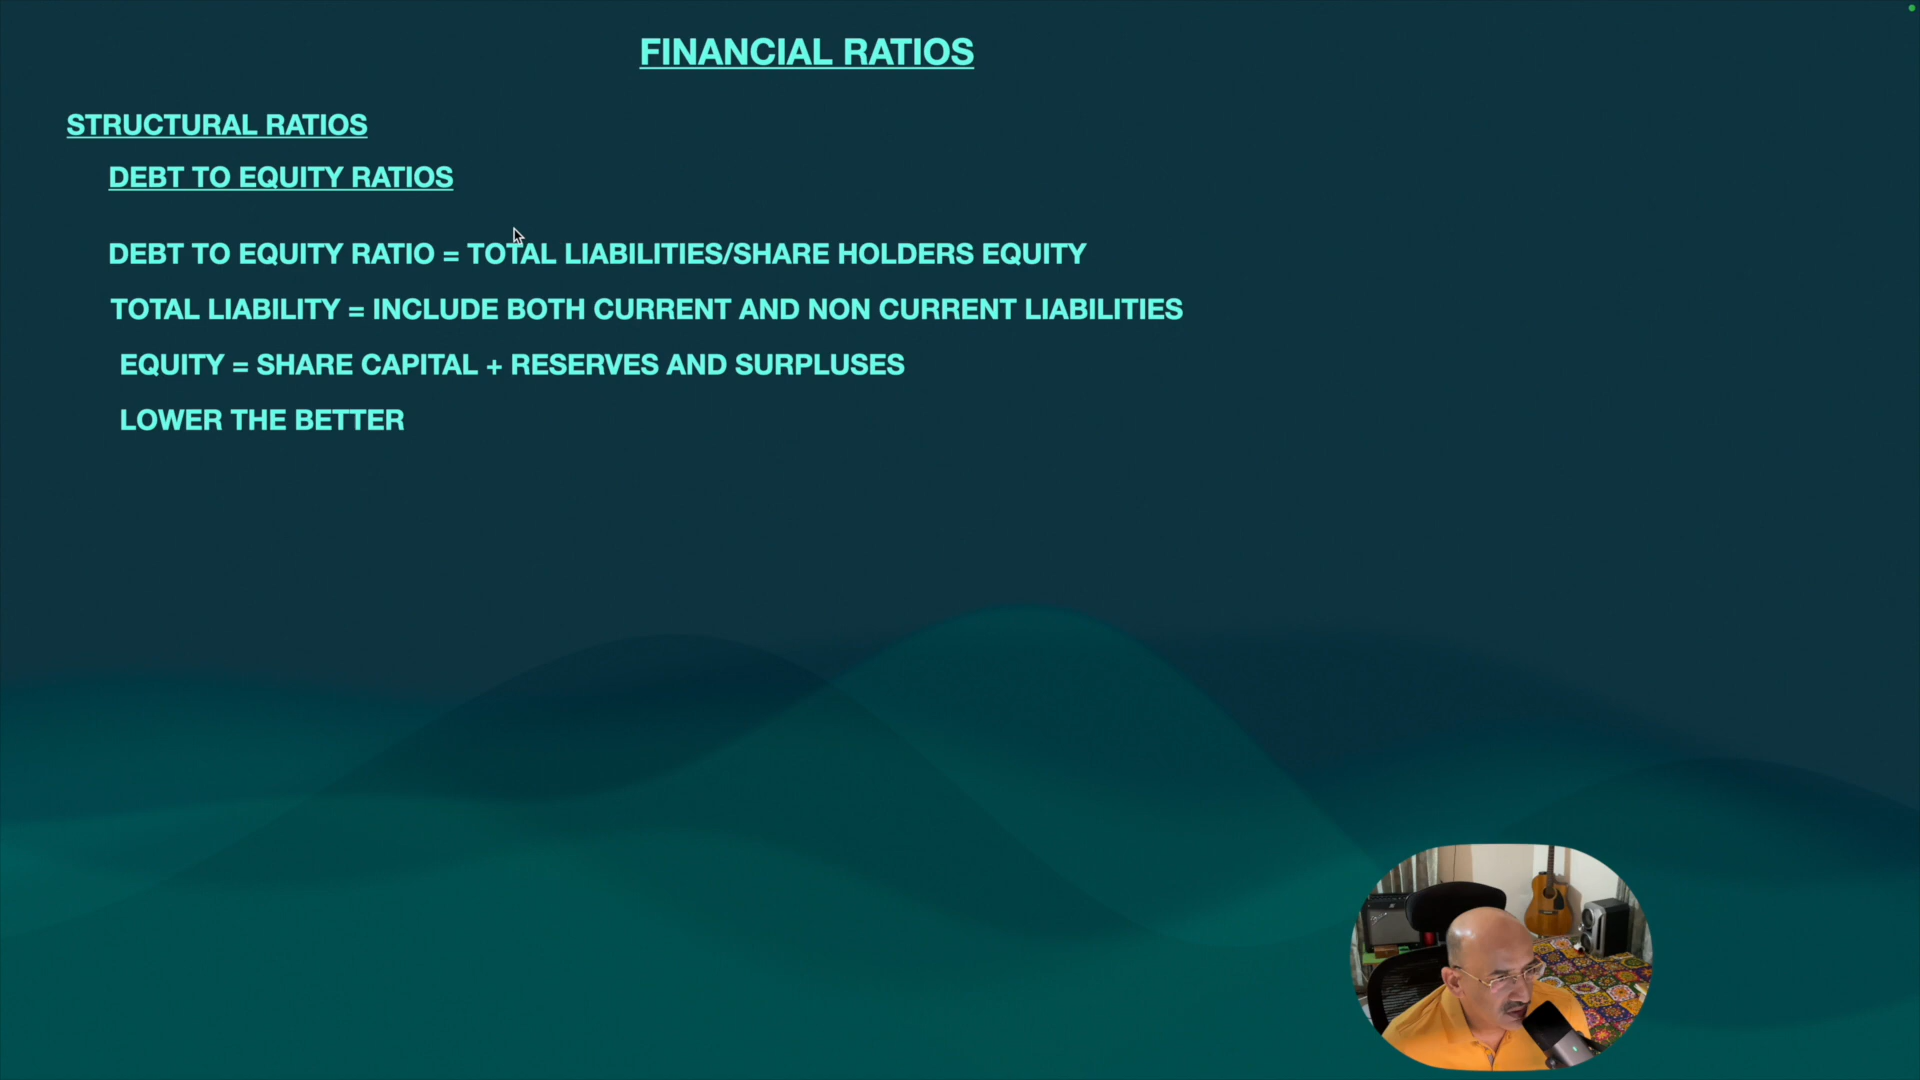 FINANCIAL RATIOS
STRUCTURAL RATIOS
DEBT TO EQUITY RATIOS
DEBT TO EQUITY RATIO = TOTAL LIABILITIES/SHARE HOLDERS EQUITY
TOTAL LIABILITY = INCLUDE BOTH CURRENT AND NON CURRENT LIABILITIES
EQUITY = SHARE CAPITAL + RESERVES AND SURPLUSES
LOWER THE BETTER